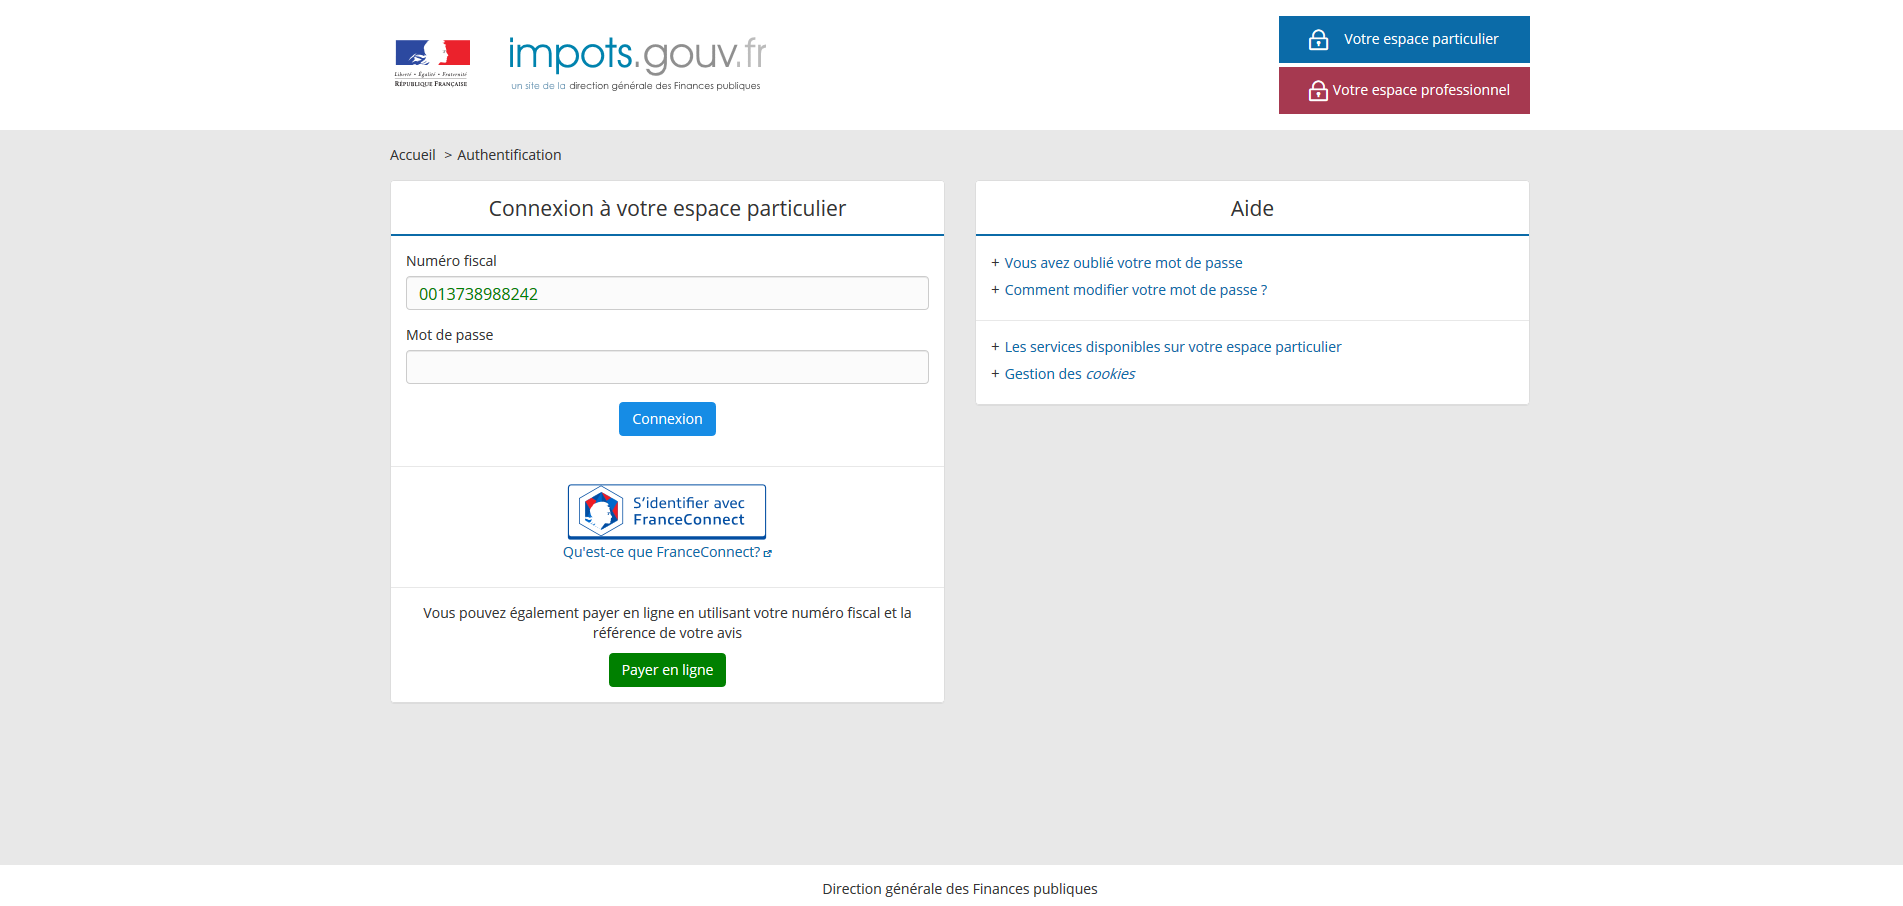 Liberté • Égalité • Fraternité
RÉPUBLIQUE FRANÇAISE
impots.gouv.fr
un site de la direction générale des Finances publiques
Votre espace particulier
Votre espace professionnel
Accueil > Authentification
Connexion à votre espace particulier
Numéro fiscal
0013738988242
Mot de passe
Connexion
S'identifier avec
FranceConnect
Qu'est-ce que FranceConnect?
Vous pouvez également payer en ligne en utilisant votre numéro fiscal et la
référence de votre avis
Payer en ligne
Aide
+ Vous avez oublié votre mot de passe
+ Comment modifier votre mot de passe ?
+ Les services disponibles sur votre espace particulier
+ Gestion des cookies
Direction générale des Finances publiques